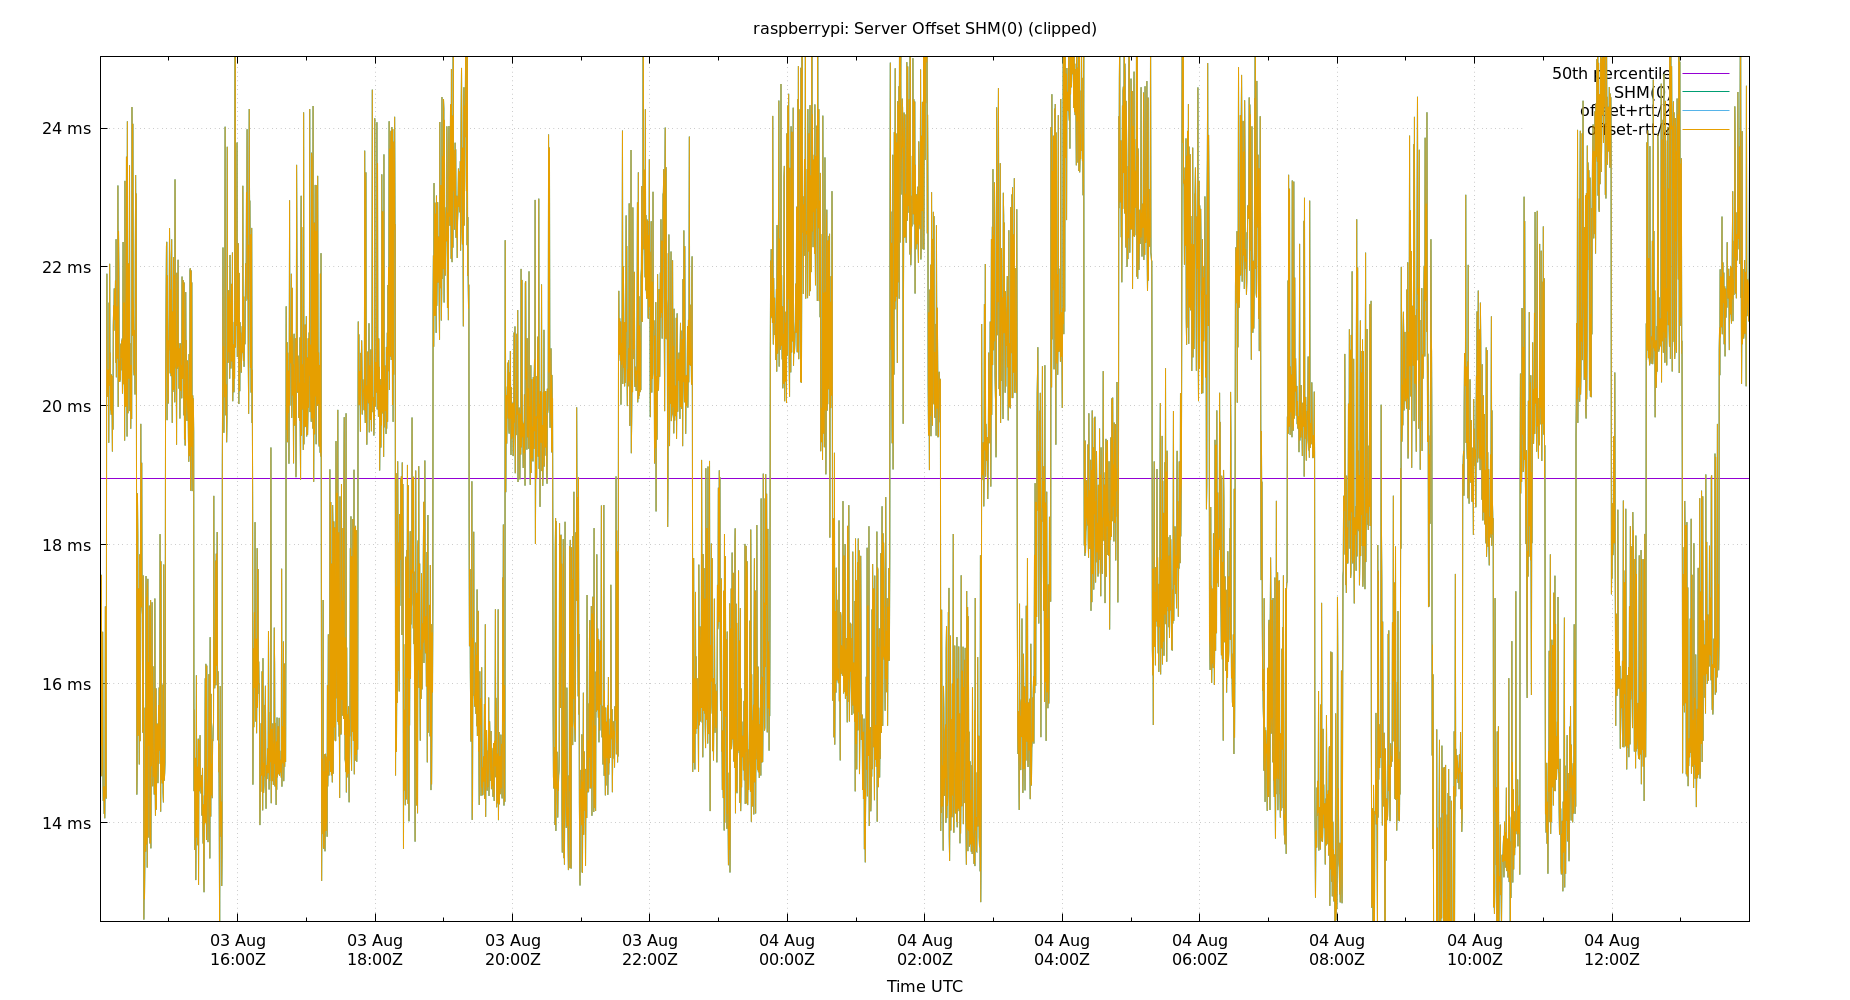 raspberrypi: Server Offset SHM(0) (clipped)
50th percentile
SHM(0)
offset+rtt/2
offset-rtt/2
24 ms
22 ms
20 ms
18 ms
16 ms
14 ms
03 Aug 03 Aug 03 Aug 03 Aug 04 Aug 04 Aug 04 Aug 04 Aug 04 Aug 04 Aug 04 Aug
16:00Z 18:00Z 20:00Z 22:00Z 00:00Z 02:00Z 04:00Z 06:00Z 08:00Z 10:00Z 12:00Z
Time UTC